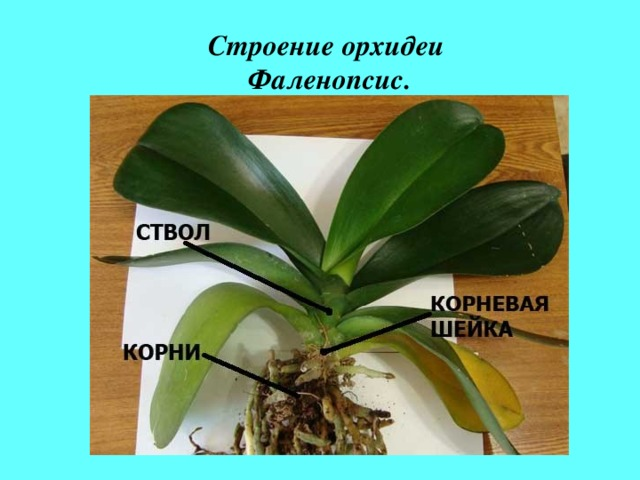 Строение орхидеи
Фаленопсис.
СТВОЛ
КОРНЕВАЯ
ШЕЙКА
КОРНИ